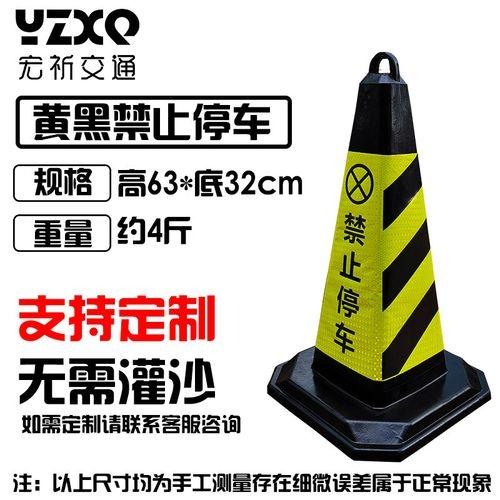 YZXQ
宏祈交通
黄黑禁止停车
规格 高63*底32cm
重量 约4斤
支持定制
无需灌沙
如需定制请联系客服咨询
禁止停车
注：以上尺寸均为手工测量存在细微误差属于正常现象